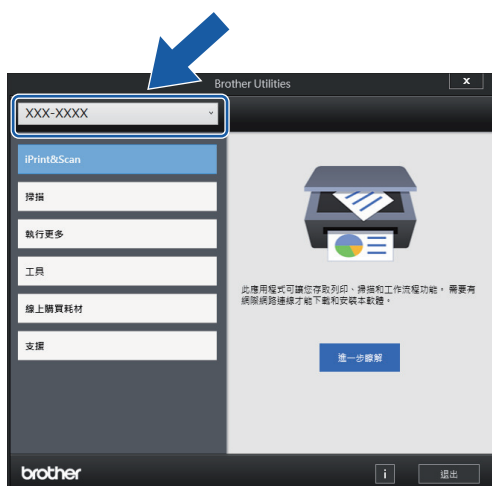 Brother Utilities
X
XXX-XXXX
iPrint&Scan
掃描
執行更多
工具
線上購買耗材
支援
此應用程式可讓您存取列印、掃描和工作流程功能。 需要有
網際網路連線才能下載和安裝本軟體。
進一步瞭解
brother
i
退出